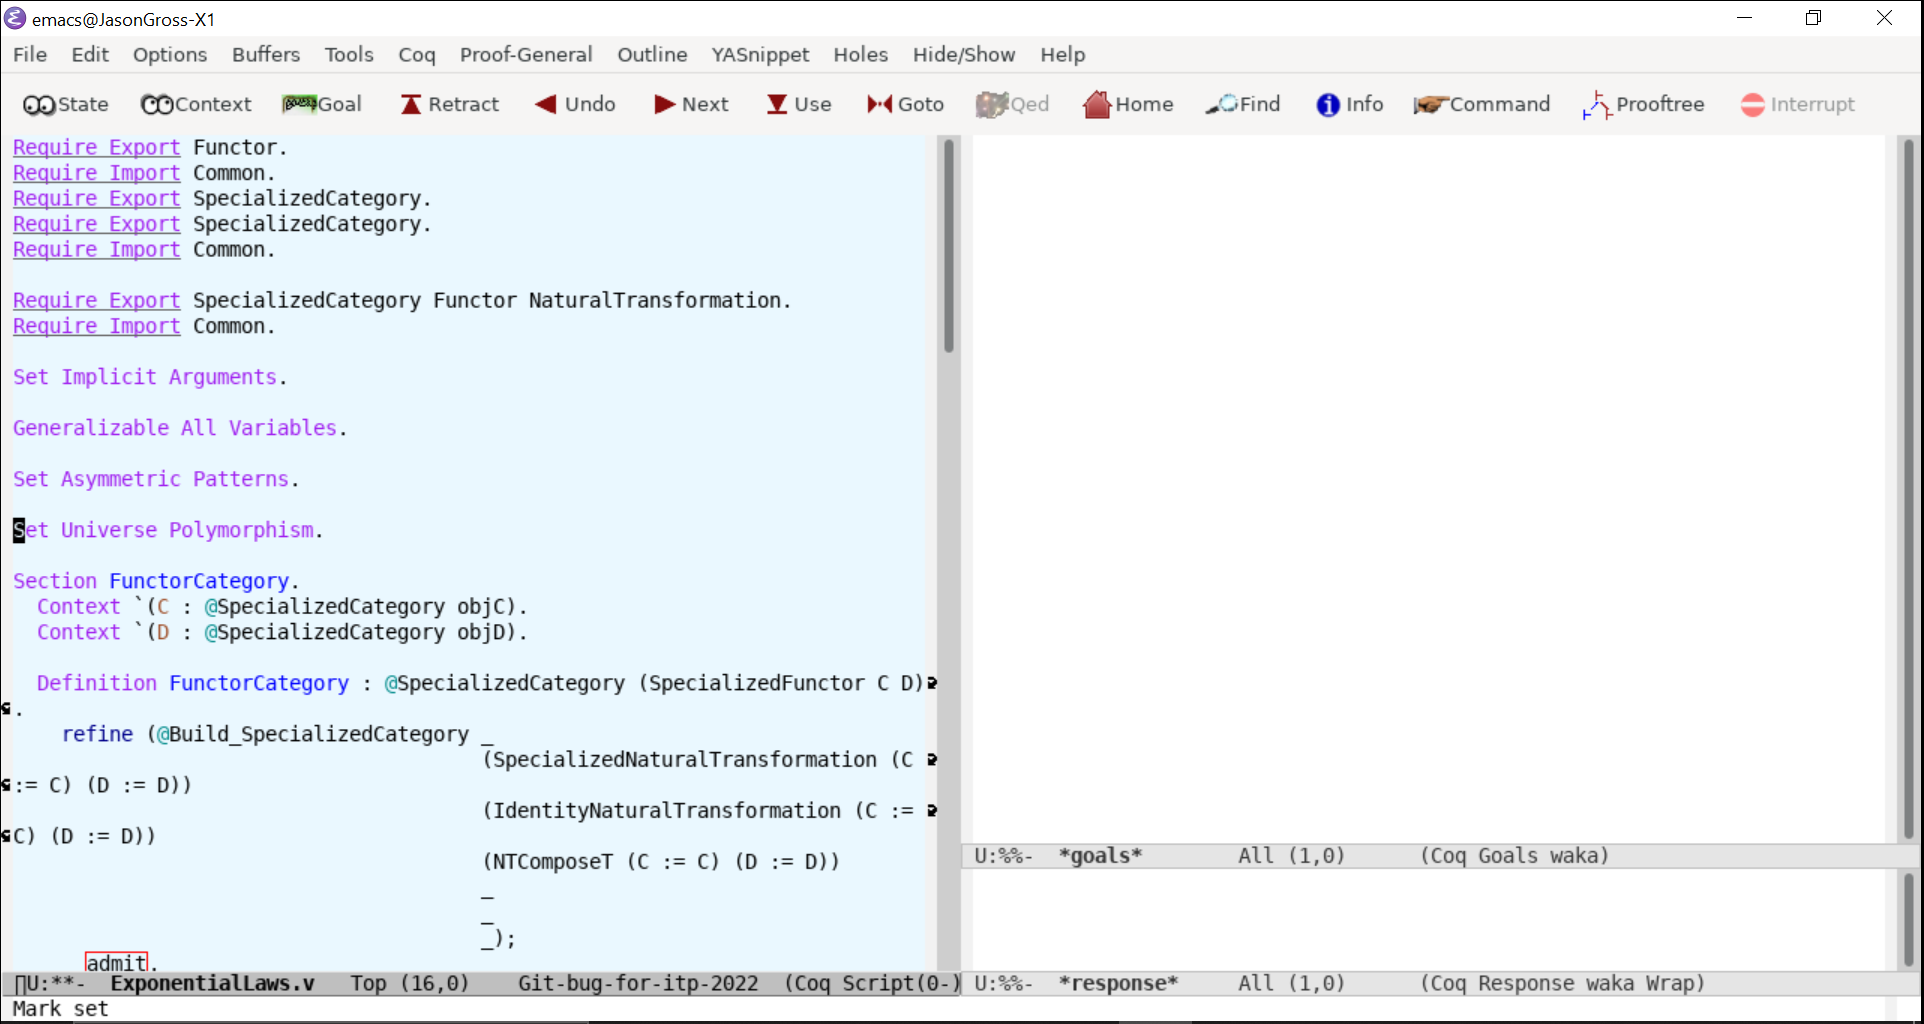 emacs@JasonGross-X1
File Edit Options Buffers Tools Coq Proof-General Outline YASnippet Holes Hide/Show Help
State Context Goal Retract Undo Next Use Goto Qed Home Find Info Command Prooftree Interrupt
Require Export Functor.
Require Import Common.
Require Export SpecializedCategory.
Require Export SpecializedCategory.
Require Import Common.
Require Export SpecializedCategory Functor NaturalTransformation.
Require Import Common.
Set Implicit Arguments.
Generalizable All Variables.
Set Asymmetric Patterns.
Set Universe Polymorphism.
Section FunctorCategory.
Context `(C : @SpecializedCategory objC).
Context `(D : @SpecializedCategory objD).
Definition FunctorCategory : @SpecializedCategory (SpecializedFunctor C D)
.
refine (@Build_SpecializedCategory _
(SpecializedNaturalTransformation (C
:= C) (D := D))
(IdentityNaturalTransformation (C :=
C) (D := D))
(NTComposeT (C := C) (D := D))
_
_
_);
admit.
U:**- ExponentialLaws.v Top (16,0) Git-bug-for-itp-2022 (Coq Script(0-)
Mark set
U:%%- *goals* All (1,0) (Coq Goals waka)
U:%%- *response* All (1,0) (Coq Response waka Wrap)